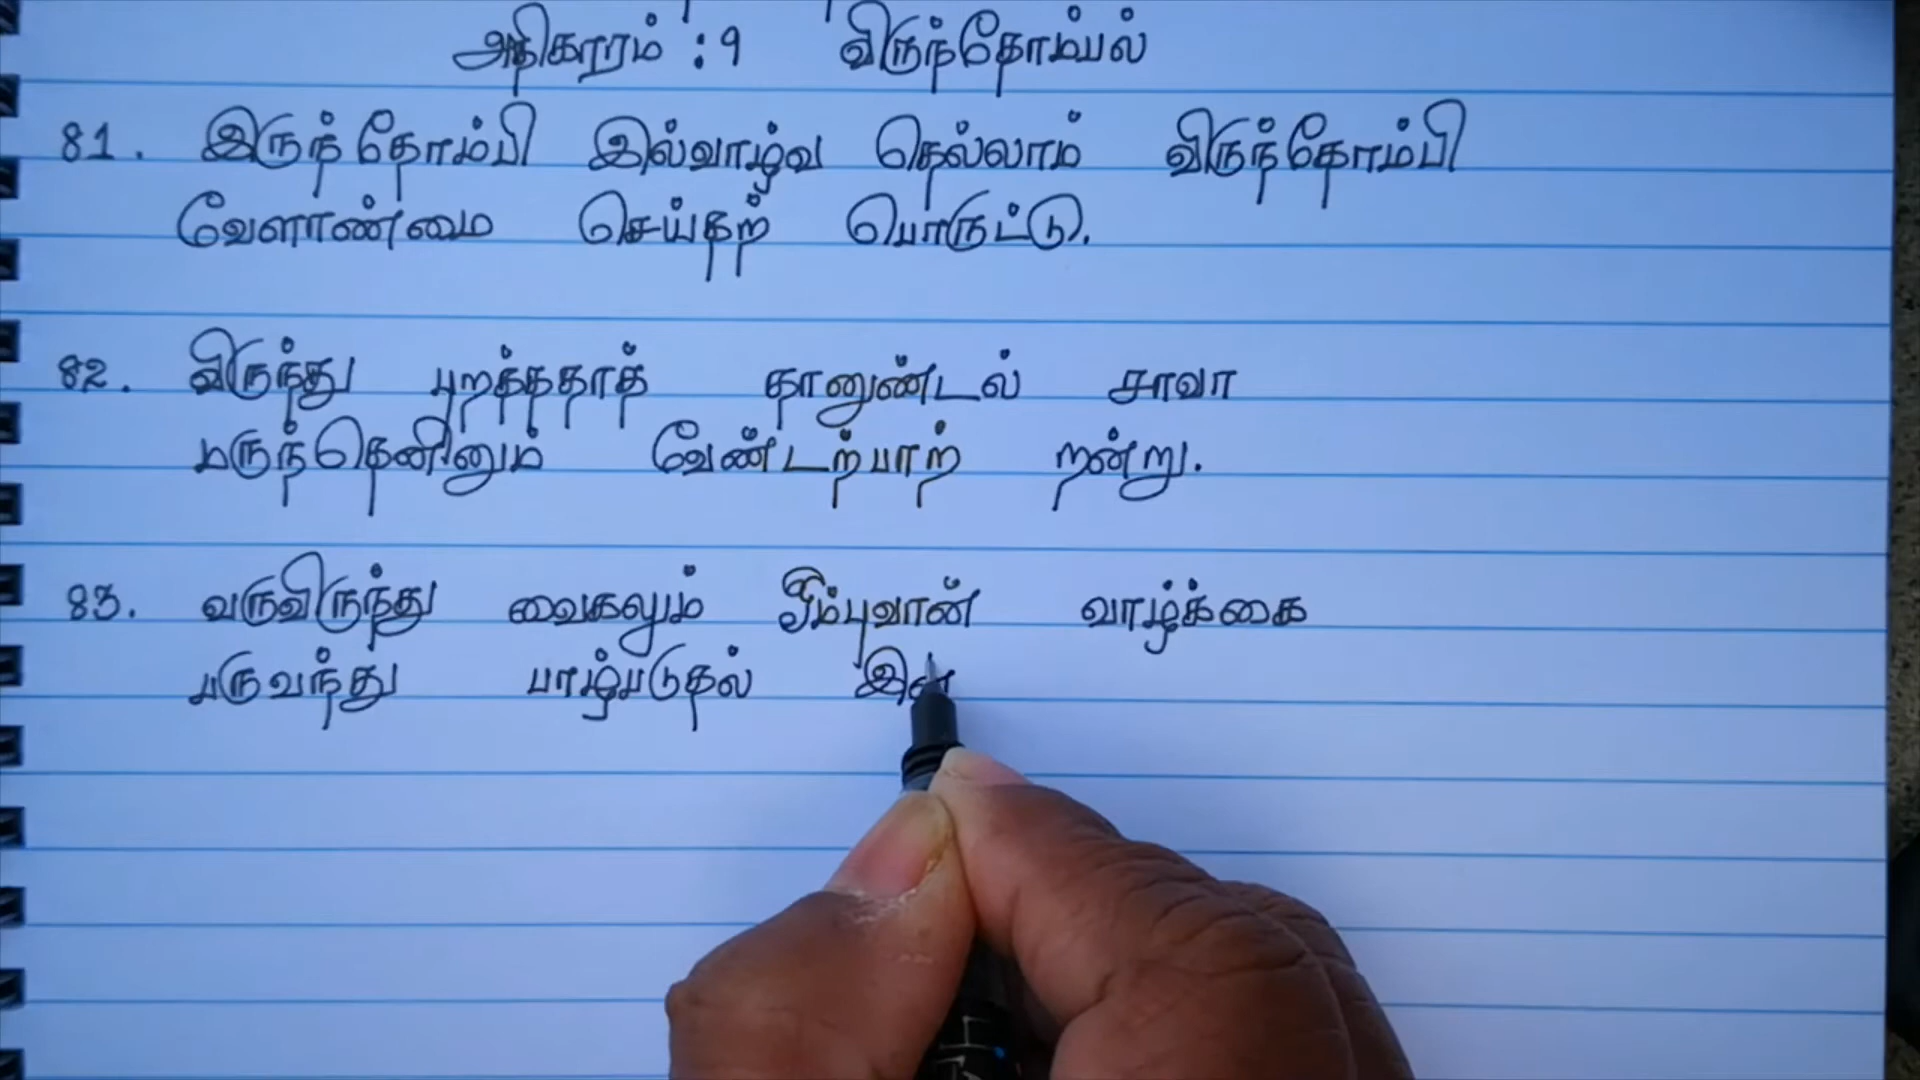 அதிகாரம் : 9 விருந்தோம்பல்
81. இருந்தோம்பி இல்வாழ்வ தெல்லாம் விருந்தோம்பி
வேளாண்மை செய்தற் பொருட்டு.
82. விருந்து புறத்ததாத் தானுண்டல் சாவா
மருந்தெனினும் வேண்டற்பாற் றன்று.
83. வருவிருந்து வைகலும் ஓம்புவான் வாழ்க்கை
பருவந்து பாழ்படுதல் இன